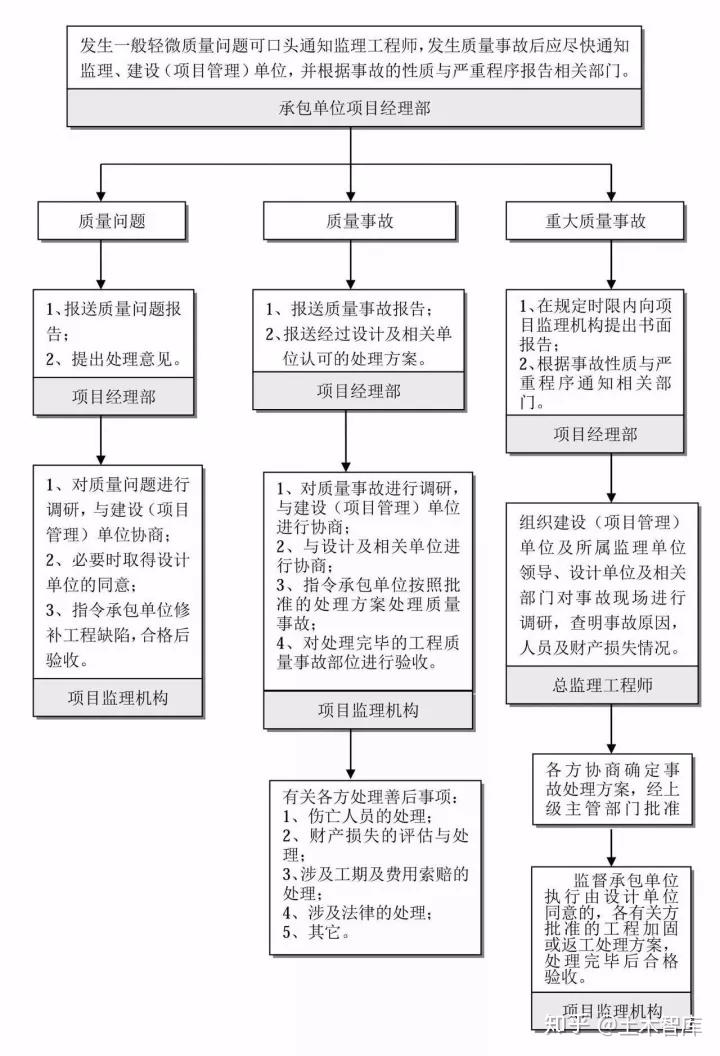 发生一般轻微质量问题可口头通知监理工程师，发生质量事故后应尽快通知
监理、建设（项目管理）单位，并根据事故的性质与严重程序报告相关部门。
承包单位项目经理部
质量问题
质量事故
重大质量事故
1、报送质量问题报
告；
2、提出处理意见。
项目经理部
1、对质量问题进行
调研，与建设（项目
管理）单位协商；
2、必要时取得设计
单位的同意；
3、指令承包单位修
补工程缺陷，合格后
验收。
项目监理机构
1、报送质量事故报告；
2、报送经过设计及相关单
位认可的处理方案。
项目经理部
1、对质量事故进行调研，
与建设（项目管理）单位
进行协商；
2、与设计及相关单位进
行协商；
3、指令承包单位按照批
准的处理方案处理质量
事故；
4、对处理完毕的工程质
量事故部位进行验收。
项目监理机构
有关各方处理善后事项：
1、伤亡人员的处理；
2、财产损失的评估与处
理；
3、涉及工期及费用索赔的
处理；
4、涉及法律的处理；
5、其它。
1、在规定时限内向项
目监理机构提出书面
报告；
2、根据事故性质与严
重程序通知相关部
门。
项目经理部
组织建设（项目管理）
单位及所属监理单位
领导、设计单位及相关
部门对事故现场进行
调研，查明事故原因，
人员及财产损失情况。
总监理工程师
各方协商确定事
故处理方案，经上
级主管部门批准
监督承包单位
执行由设计单位
同意的，各有关方
批准的工程加固
或返工处理方案，
处理完毕后合格
验收。
项目监理机构
知乎 @土木智库